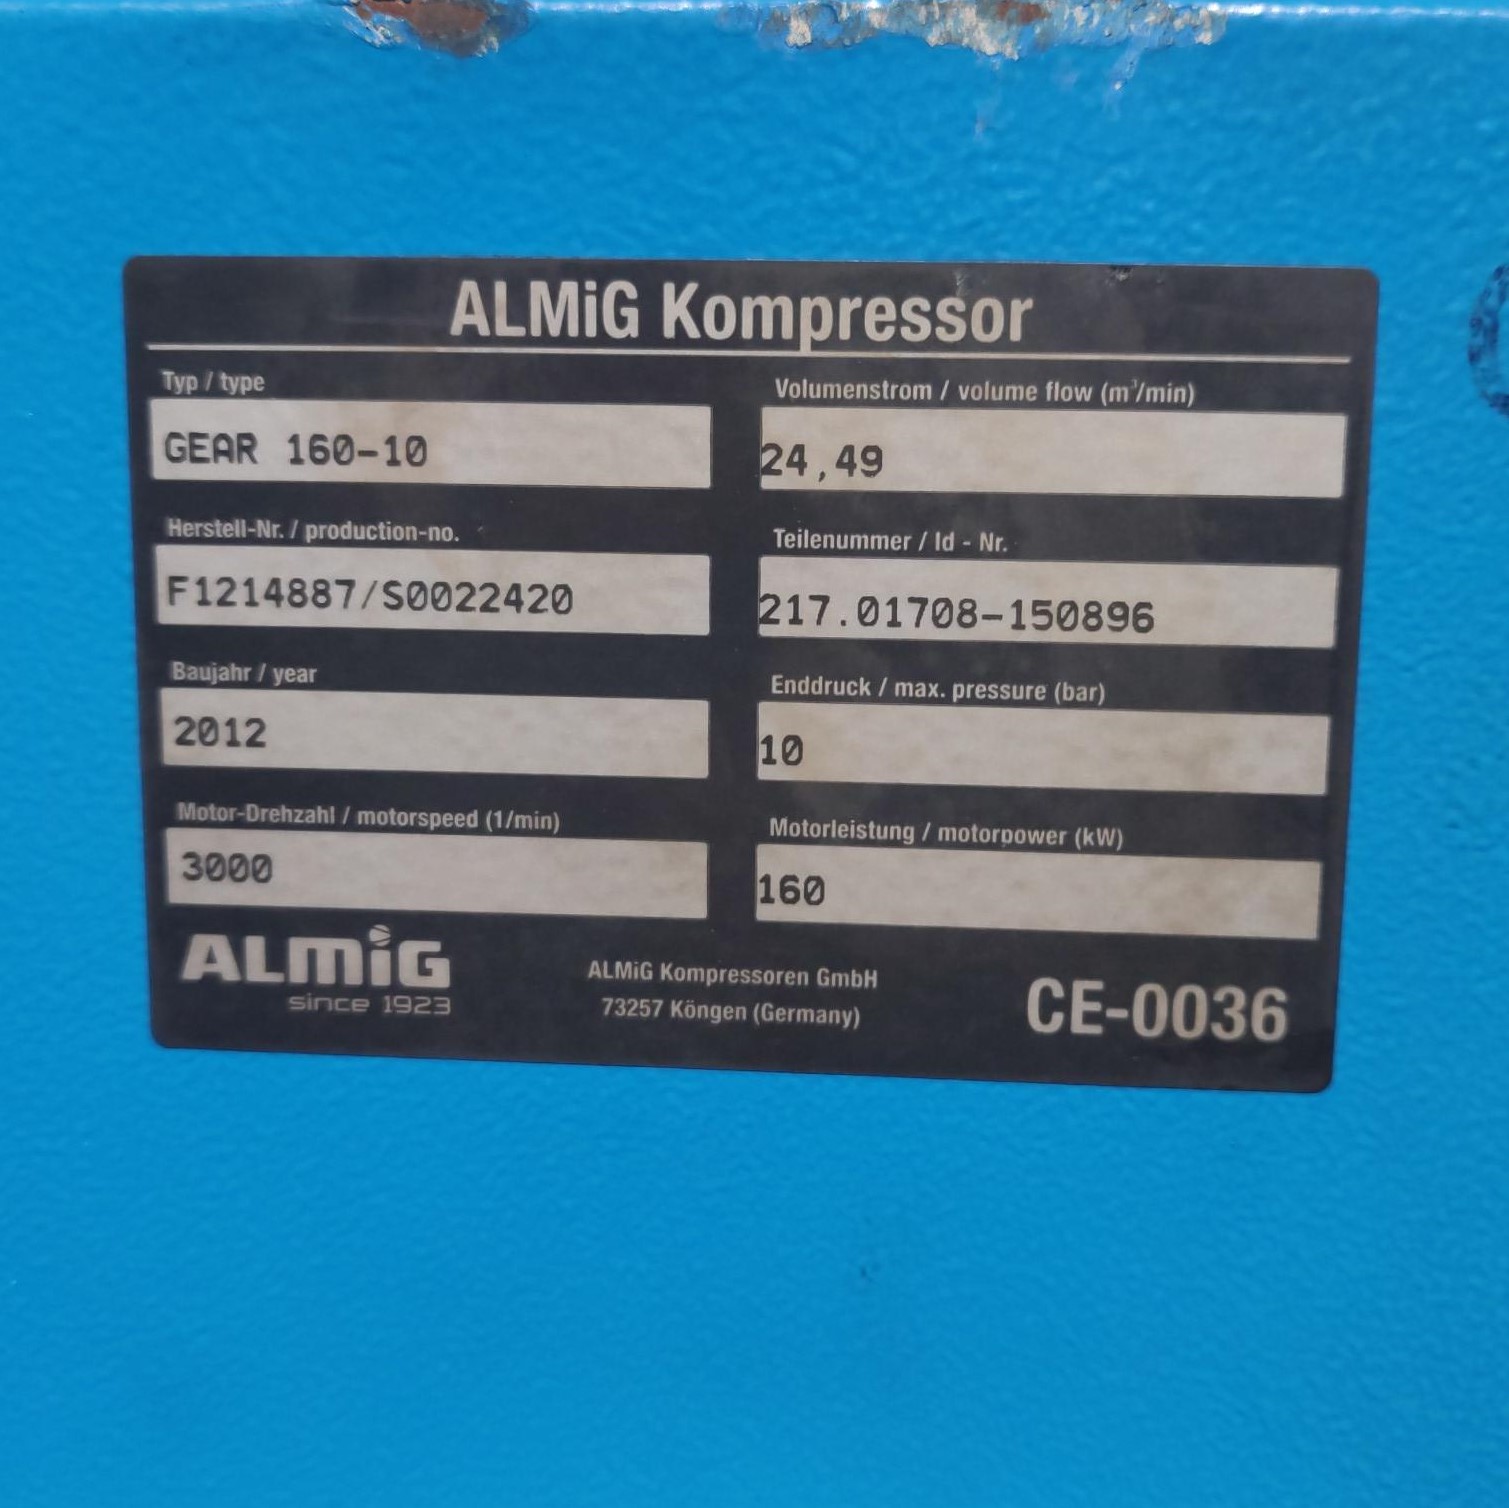 ALMiG Kompressor
Typ / type
GEAR 160-10
Volumenstrom / volume flow (m³/min)
24,49
Herstell-Nr. / production-no.
F1214887/S0022420
Teilenummer / Id - Nr.
217.01708-150896
Baujahr / year
2012
Enddruck / max. pressure (bar)
10
Motor-Drehzahl / motorspeed (1/min)
3000
Motorleistung / motorpower (kW)
160
ALMiG
since 1923
ALMiG Kompressoren GmbH
73257 Köngen (Germany)
CE-0036